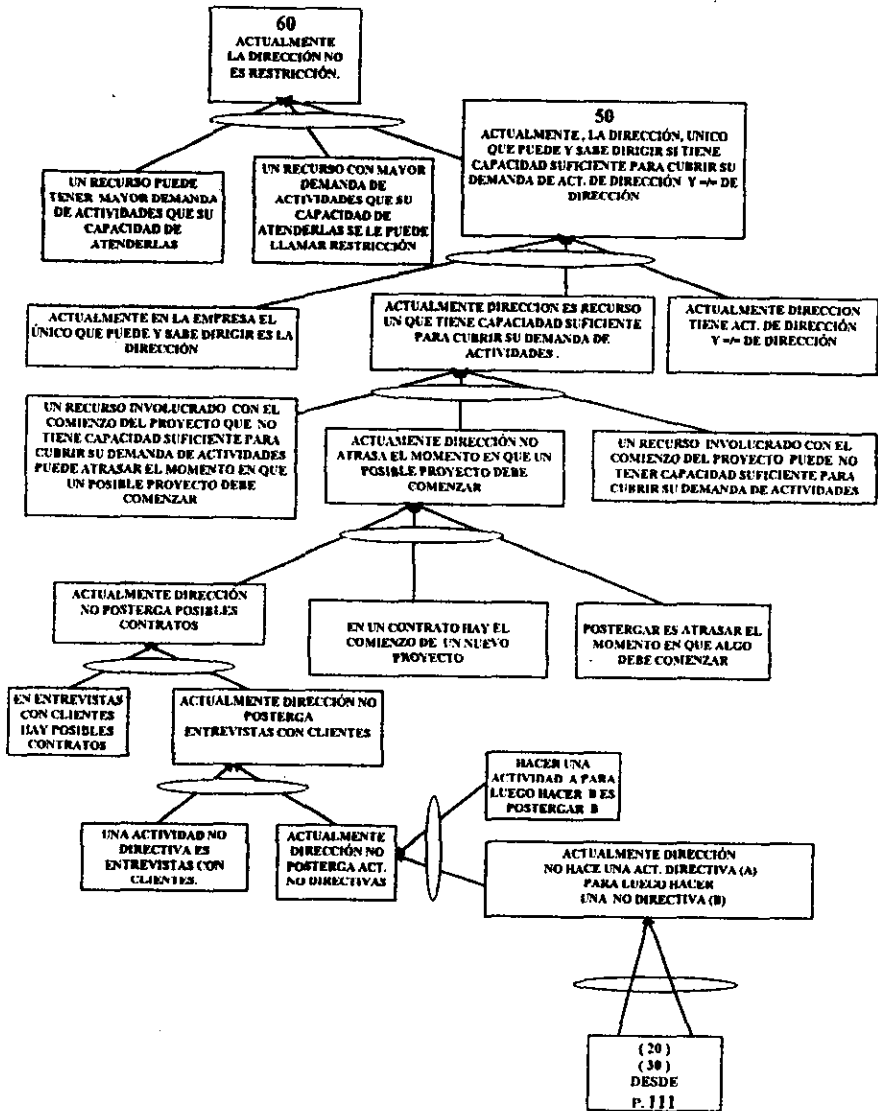 60
ACTUALMENTE
LA DIRECCIÓN NO
ES RESTRICCIÓN.
50
ACTUALMENTE, LA DIRECCIÓN, UNICO
QUE PUEDE Y SABE DIRIGIR SI TIENE
CAPACIDAD SUFICIENTE PARA CUBRIR SU
DEMANDA DE ACT. DE DIRECCIÓN Y =/= DE
DIRECCIÓN
UN RECURSO PUEDE
TENER MAYOR DEMANDA
DE ACTIVIDADES QUE SU
CAPACIDAD DE
ATENDERLAS
UN RECURSO CON MAYOR
DEMANDA DE
ACTIVIDADES QUE SU
CAPACIDAD DE
ATENDERLAS SE LE PUEDE
LLAMAR RESTRICCIÓN
ACTUALMENTE EN LA EMPRESA EL
ÚNICO QUE PUEDE Y SABE DIRIGIR ES LA
DIRECCIÓN
ACTUALMENTE DIRECCION ES RECURSO
UN QUE TIENE CAPACIADAD SUFICIENTE
PARA CUBRIR SU DEMANDA DE
ACTIVIDADES .
ACTUALMENTE DIRECCION
TIENE ACT. DE DIRECCIÓN
Y =/= DE DIRECCIÓN
UN RECURSO INVOLUCRADO CON EL
COMIENZO DEL PROYECTO QUE NO
TIENE CAPACIDAD SUFICIENTE PARA
CUBRIR SU DEMANDA DE ACTIVIDADES
PUEDE ATRASAR EL MOMENTO EN QUE
UN POSIBLE PROYECTO DEBE
COMENZAR
ACTUAMENTE DIRECCIÓN NO
ATRASA EL MOMENTO EN QUE UN
POSIBLE PROYECTO DEBE
COMENZAR
UN RECURSO INVOLUCRADO CON EL
COMIENZO DEL PROYECTO PUEDE NO
TENER CAPACIDAD SUFICIENTE PARA
CUBRIR SU DEMANDA DE ACTIVIDADES
ACTUALMENTE DIRECCIÓN
NO POSTERGA POSIBLES
CONTRATOS
EN UN CONTRATO HAY EL
COMIENZO DE UN NUEVO
PROYECTO
POSTERGAR ES ATRASAR EL
MOMENTO EN QUE ALGO
DEBE COMENZAR
EN ENTREVISTAS
CON CLIENTES
HAY POSIBLES
CONTRATOS
ACTUALMENTE DIRECCIÓN NO
POSTERGA
ENTREVISTAS CON CLIENTES
HACER UNA
ACTIVIDAD A PARA
LUEGO HACER B ES
POSTERGAR B
UNA ACTIVIDAD NO
DIRECTIVA ES
ENTREVISTAS CON
CLIENTES.
ACTUALMENTE
DIRECCIÓN NO
POSTERGA ACT.
NO DIRECTIVAS
ACTUALMENTE DIRECCIÓN
NO HACE UNA ACT. DIRECTIVA (A)
PARA LUEGO HACER
UNA NO DIRECTIVA (B)
( 20 )
( 30 )
DESDE
P. 111